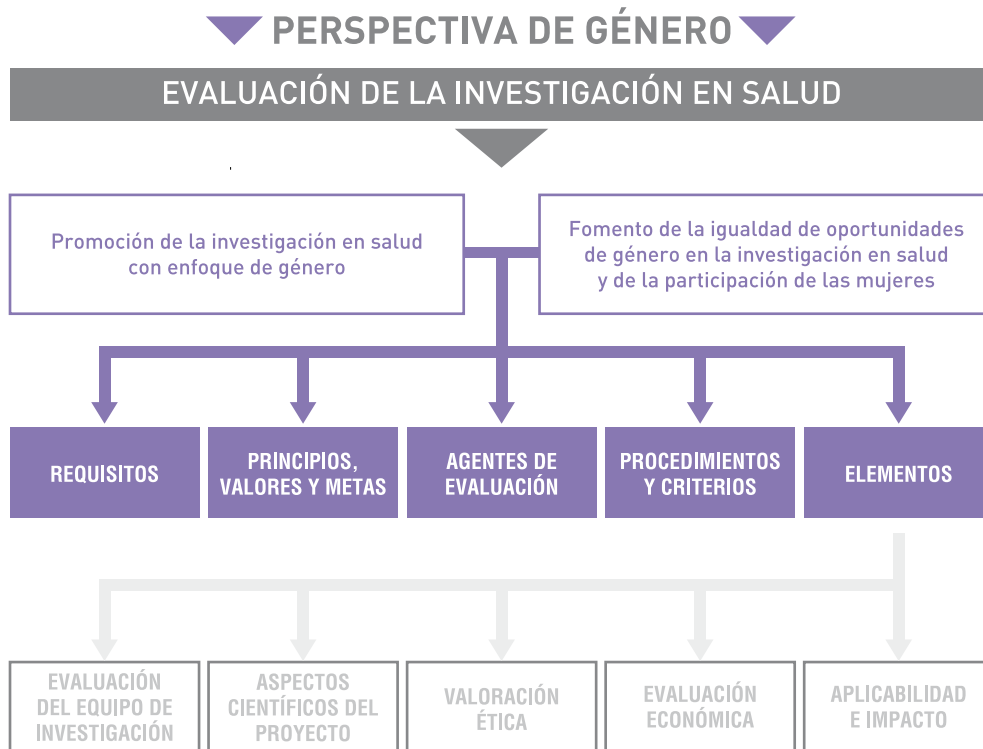 PERSPECTIVA DE GÉNERO
EVALUACIÓN DE LA INVESTIGACIÓN EN SALUD
Promoción de la investigación en salud
con enfoque de género
Fomento de la igualdad de oportunidades
de género en la investigación en salud
y de la participación de las mujeres
REQUISITOS
PRINCIPIOS,
VALORES Y METAS
AGENTES DE
EVALUACIÓN
PROCEDIMIENTOS
Y CRITERIOS
ELEMENTOS
EVALUACIÓN
DEL EQUIPO DE
INVESTIGACIÓN
ASPECTOS
CIENTÍFICOS DEL
PROYECTO
VALORACIÓN
ÉTICA
EVALUACIÓN
ECONÓMICA
APLICABILIDAD
E IMPACTO